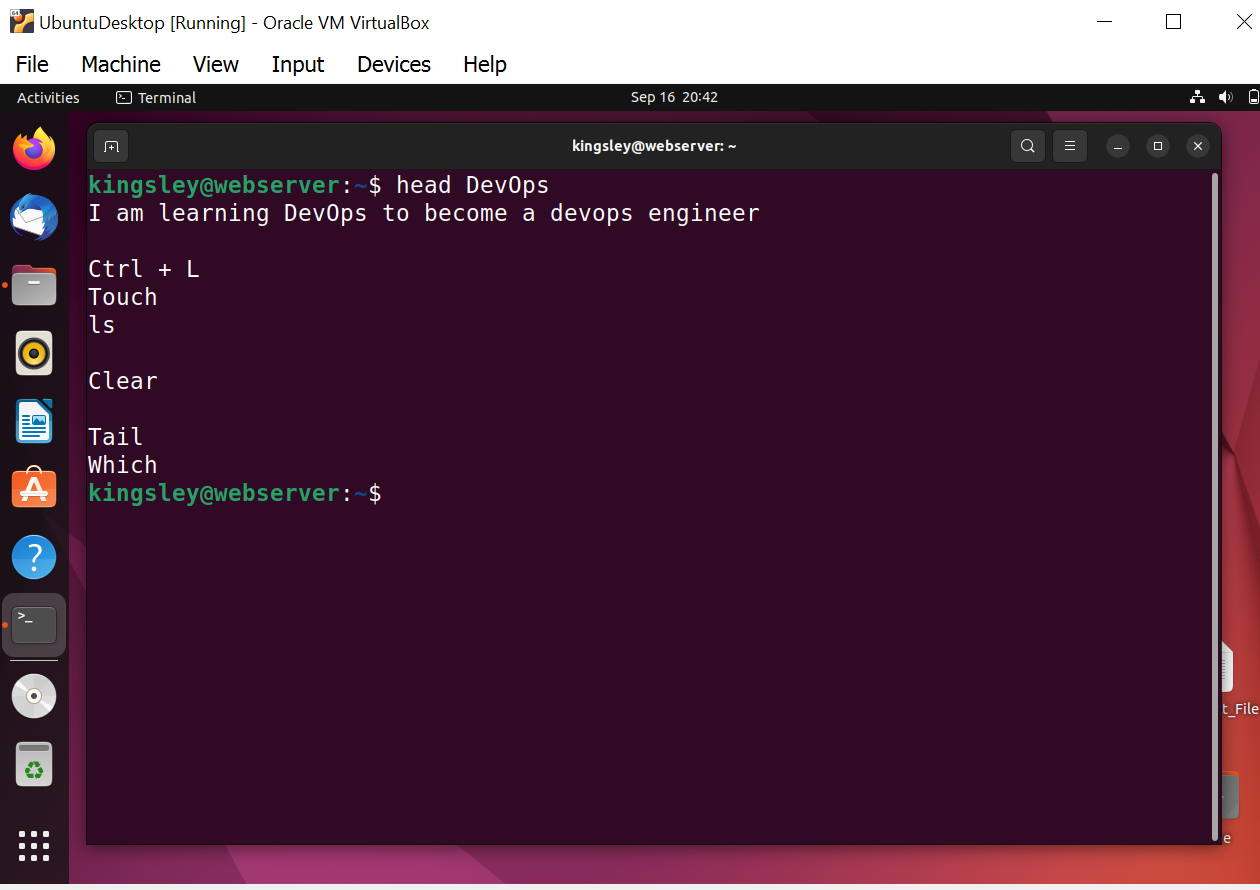 UbuntuDesktop [Running] - Oracle VM VirtualBox
File Machine View Input Devices Help
Activities Terminal Sep 16 20:42
kingsley@webserver: ~
kingsley@webserver:~$ head DevOps
I am learning DevOps to become a devops engineer
Ctrl + L
Touch
ls
Clear
Tail
Which
kingsley@webserver:~$
t_File
e